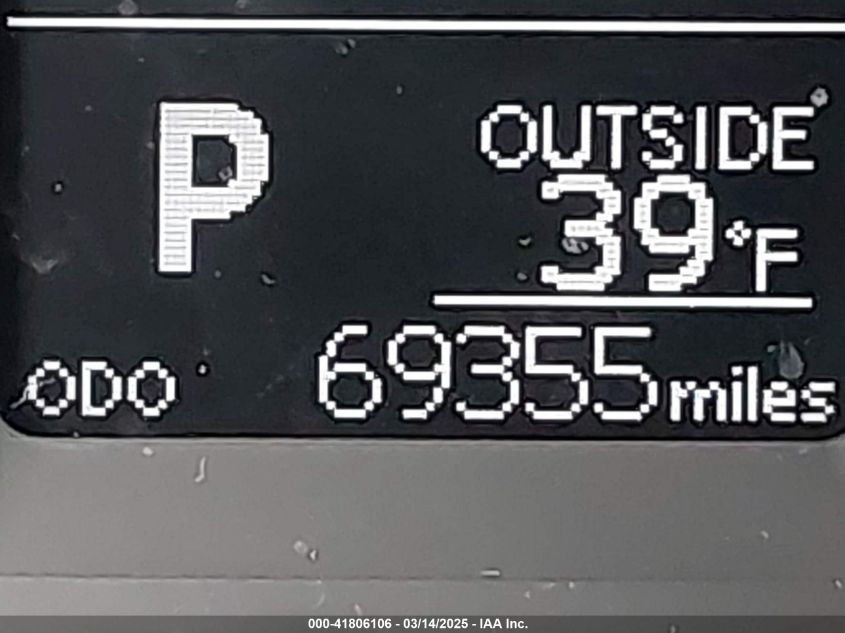 P
OUTSIDE
39°F
ODO 69355 miles
000-41806106 - 03/14/2025 - IAA Inc.